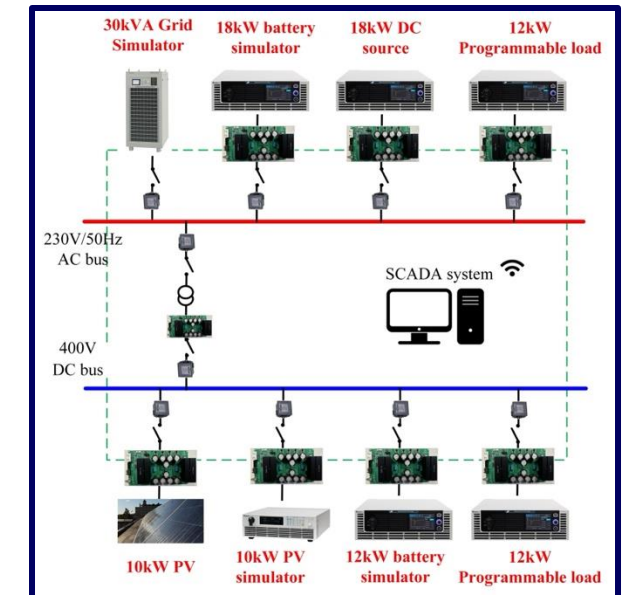 30kVA Grid
Simulator
18kW battery
simulator
18kW DC
source
12kW
Programmable load
230V/50Hz
AC bus
SCADA system
400V
DC bus
10kW PV
10kW PV
simulator
12kW battery
simulator
12kW
Programmable load